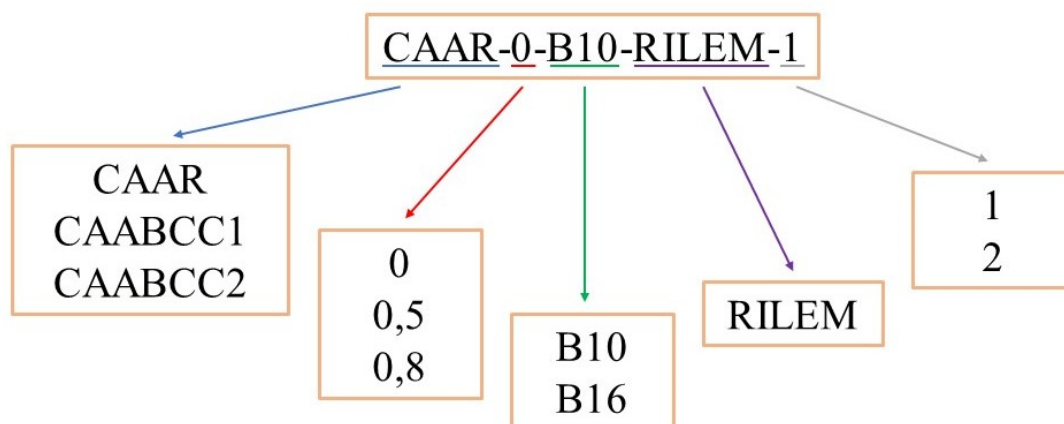 CAAR-0-B10-RILEM-1
CAAR
CAABCC1
CAABCC2
0
0,5
0,8
B10
B16
RILEM
1
2